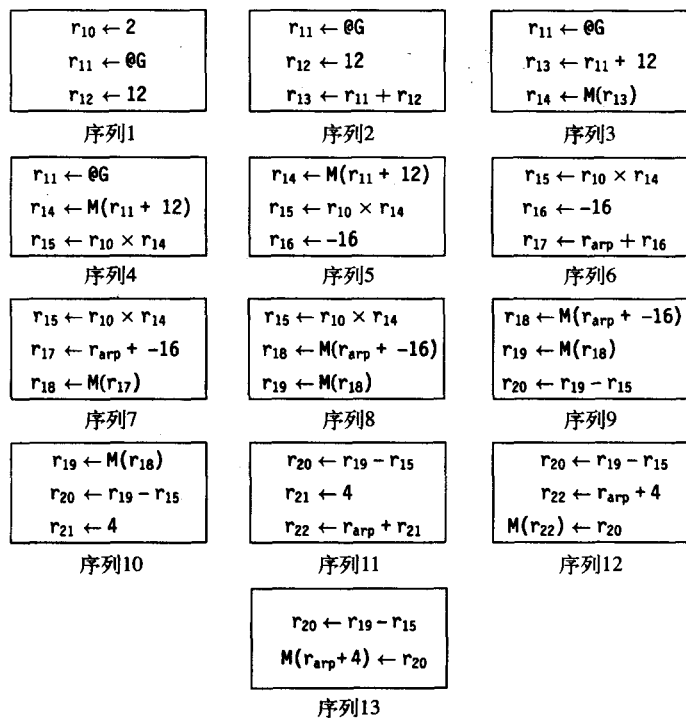 r₁₀ ← 2
r₁₁ ← @G
r₁₂ ← 12
序列1
r₁₁ ← @G
r₁₂ ← 12
r₁₃ ← r₁₁ + r₁₂
序列2
r₁₁ ← @G
r₁₃ ← r₁₁ + 12
r₁₄ ← M(r₁₃)
序列3
r₁₁ ← @G
r₁₄ ← M(r₁₁ + 12)
r₁₅ ← r₁₀ × r₁₄
序列4
r₁₄ ← M(r₁₁ + 12)
r₁₅ ← r₁₀ × r₁₄
r₁₆ ← -16
序列5
r₁₅ ← r₁₀ × r₁₄
r₁₆ ← -16
r₁₇ ← rₐᵣₚ + r₁₆
序列6
r₁₅ ← r₁₀ × r₁₄
r₁₇ ← rₐᵣₚ + -16
r₁₈ ← M(r₁₇)
序列7
r₁₅ ← r₁₀ × r₁₄
r₁₈ ← M(rₐᵣₚ + -16)
r₁₉ ← M(r₁₈)
序列8
r₁₈ ← M(rₐᵣₚ + -16)
r₁₉ ← M(r₁₈)
r₂₀ ← r₁₉ - r₁₅
序列9
r₁₉ ← M(r₁₈)
r₂₀ ← r₁₉ - r₁₅
r₂₁ ← 4
序列10
r₂₀ ← r₁₉ - r₁₅
r₂₁ ← 4
r₂₂ ← rₐᵣₚ + r₂₁
序列11
r₂₀ ← r₁₉ - r₁₅
r₂₂ ← rₐᵣₚ + 4
M(r₂₂) ← r₂₀
序列12
r₂₀ ← r₁₉ - r₁₅
M(rₐᵣₚ+4) ← r₂₀
序列13